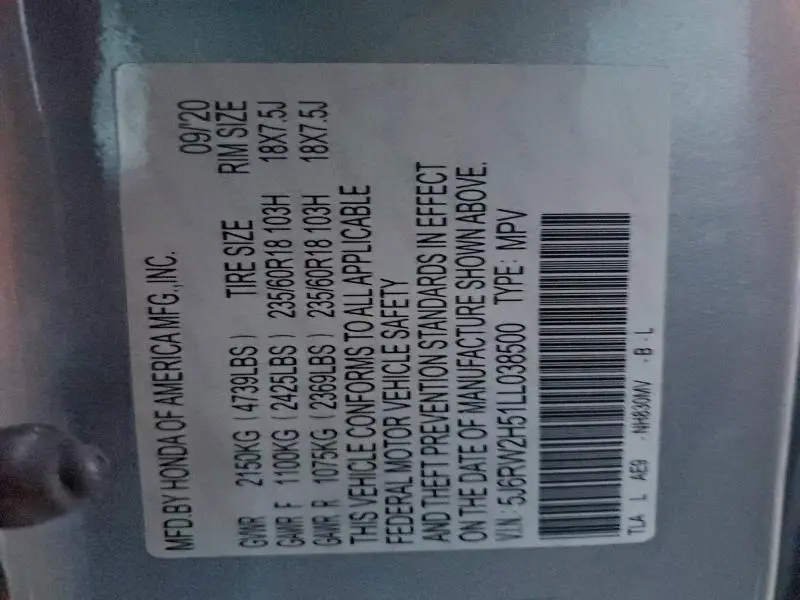 MFD.BY HONDA OF AMERICA MFG.,INC. 09/'20
GVWR 2150KG (4739LBS) TIRE SIZE RIM SIZE
GAWR F 1100KG (2425LBS) 235/60R18 103H 18X7.5J
GAWR R 1075KG (2369LBS) 235/60R18 103H 18X7.5J
THIS VEHICLE CONFORMS TO ALL APPLICABLE
FEDERAL MOTOR VEHICLE SAFETY
AND THEFT PREVENTION STANDARDS IN EFFECT
ON THE DATE OF MANUFACTURE SHOWN ABOVE.
V.I.N.: 5J6RW2H51LL038500 TYPE: MPV
TLA L AE9 -NH830MV -B -L